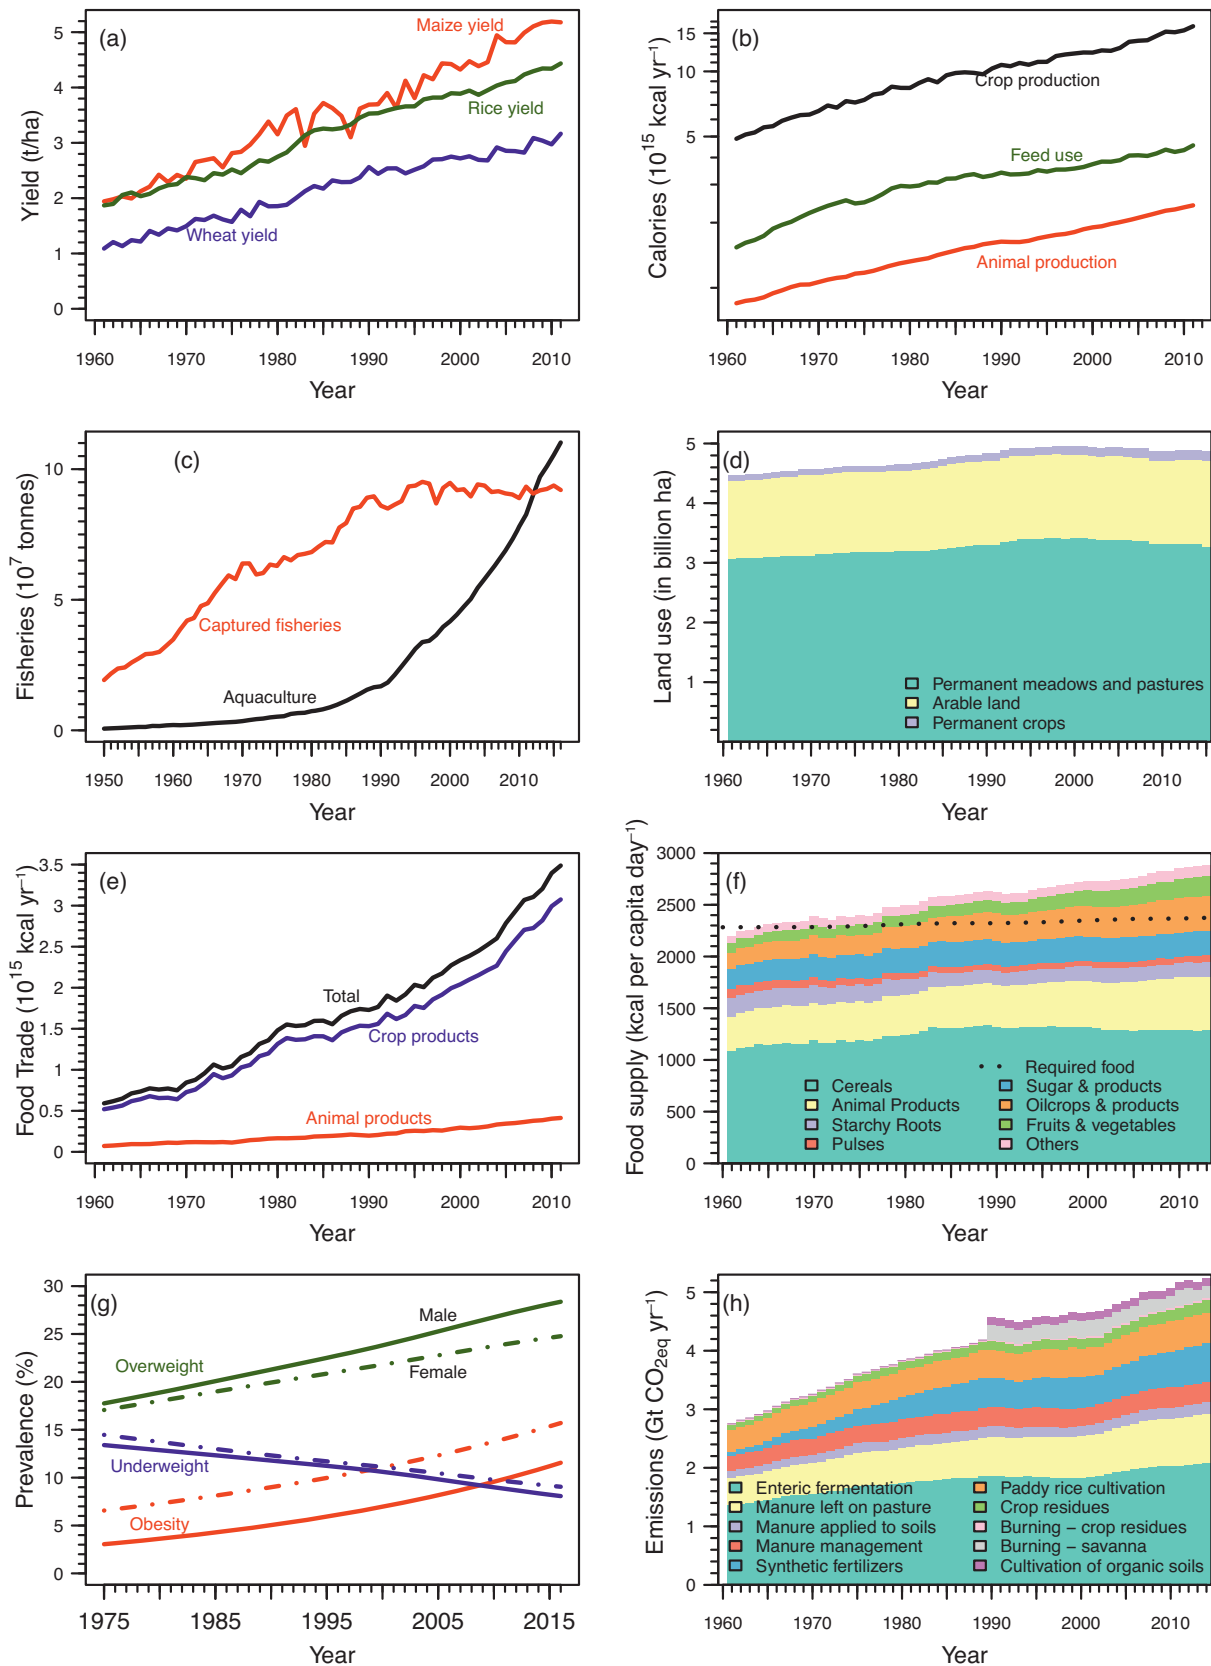 (a)
Maize yield
Rice yield
Wheat yield
Yield (t/ha)
5
4
3
2
1
0
1960 1970 1980 1990 2000 2010
Year
(b)
Crop production
Feed use
Animal production
Calories (10^15 kcal yr^−1)
15
10
5
1960 1970 1980 1990 2000 2010
Year
(c)
Captured fisheries
Aquaculture
Fisheries (10^7 tonnes)
10
5
0
1950 1960 1970 1980 1990 2000 2010
Year
(d)
Land use (in billion ha)
5
4
3
2
1
Permanent meadows and pastures
Arable land
Permanent crops
1960 1970 1980 1990 2000 2010
Year
(e)
Total
Crop products
Animal products
Food Trade (10^15 kcal yr^−1)
3.5
3
2.5
2
1.5
1
0.5
0
1960 1970 1980 1990 2000 2010
Year
(f)
Food supply (kcal per capita day^−1)
3000
2500
2000
1500
1000
500
0
Required food
Cereals Sugar & products
Animal Products Oilcrops & products
Starchy Roots Fruits & vegetables
Pulses Others
1960 1970 1980 1990 2000 2010
Year
(g)
Male
Overweight
Female
Underweight
Obesity
Prevalence (%)
30
25
20
15
10
5
0
1975 1985 1995 2005 2015
Year
(h)
Emissions (Gt CO2eq yr^−1)
5
4
3
2
1
0
Enteric fermentation Paddy rice cultivation
Manure left on pasture Crop residues
Manure applied to soils Burning − crop residues
Manure management Burning − savanna
Synthetic fertilizers Cultivation of organic soils
1960 1970 1980 1990 2000 2010
Year